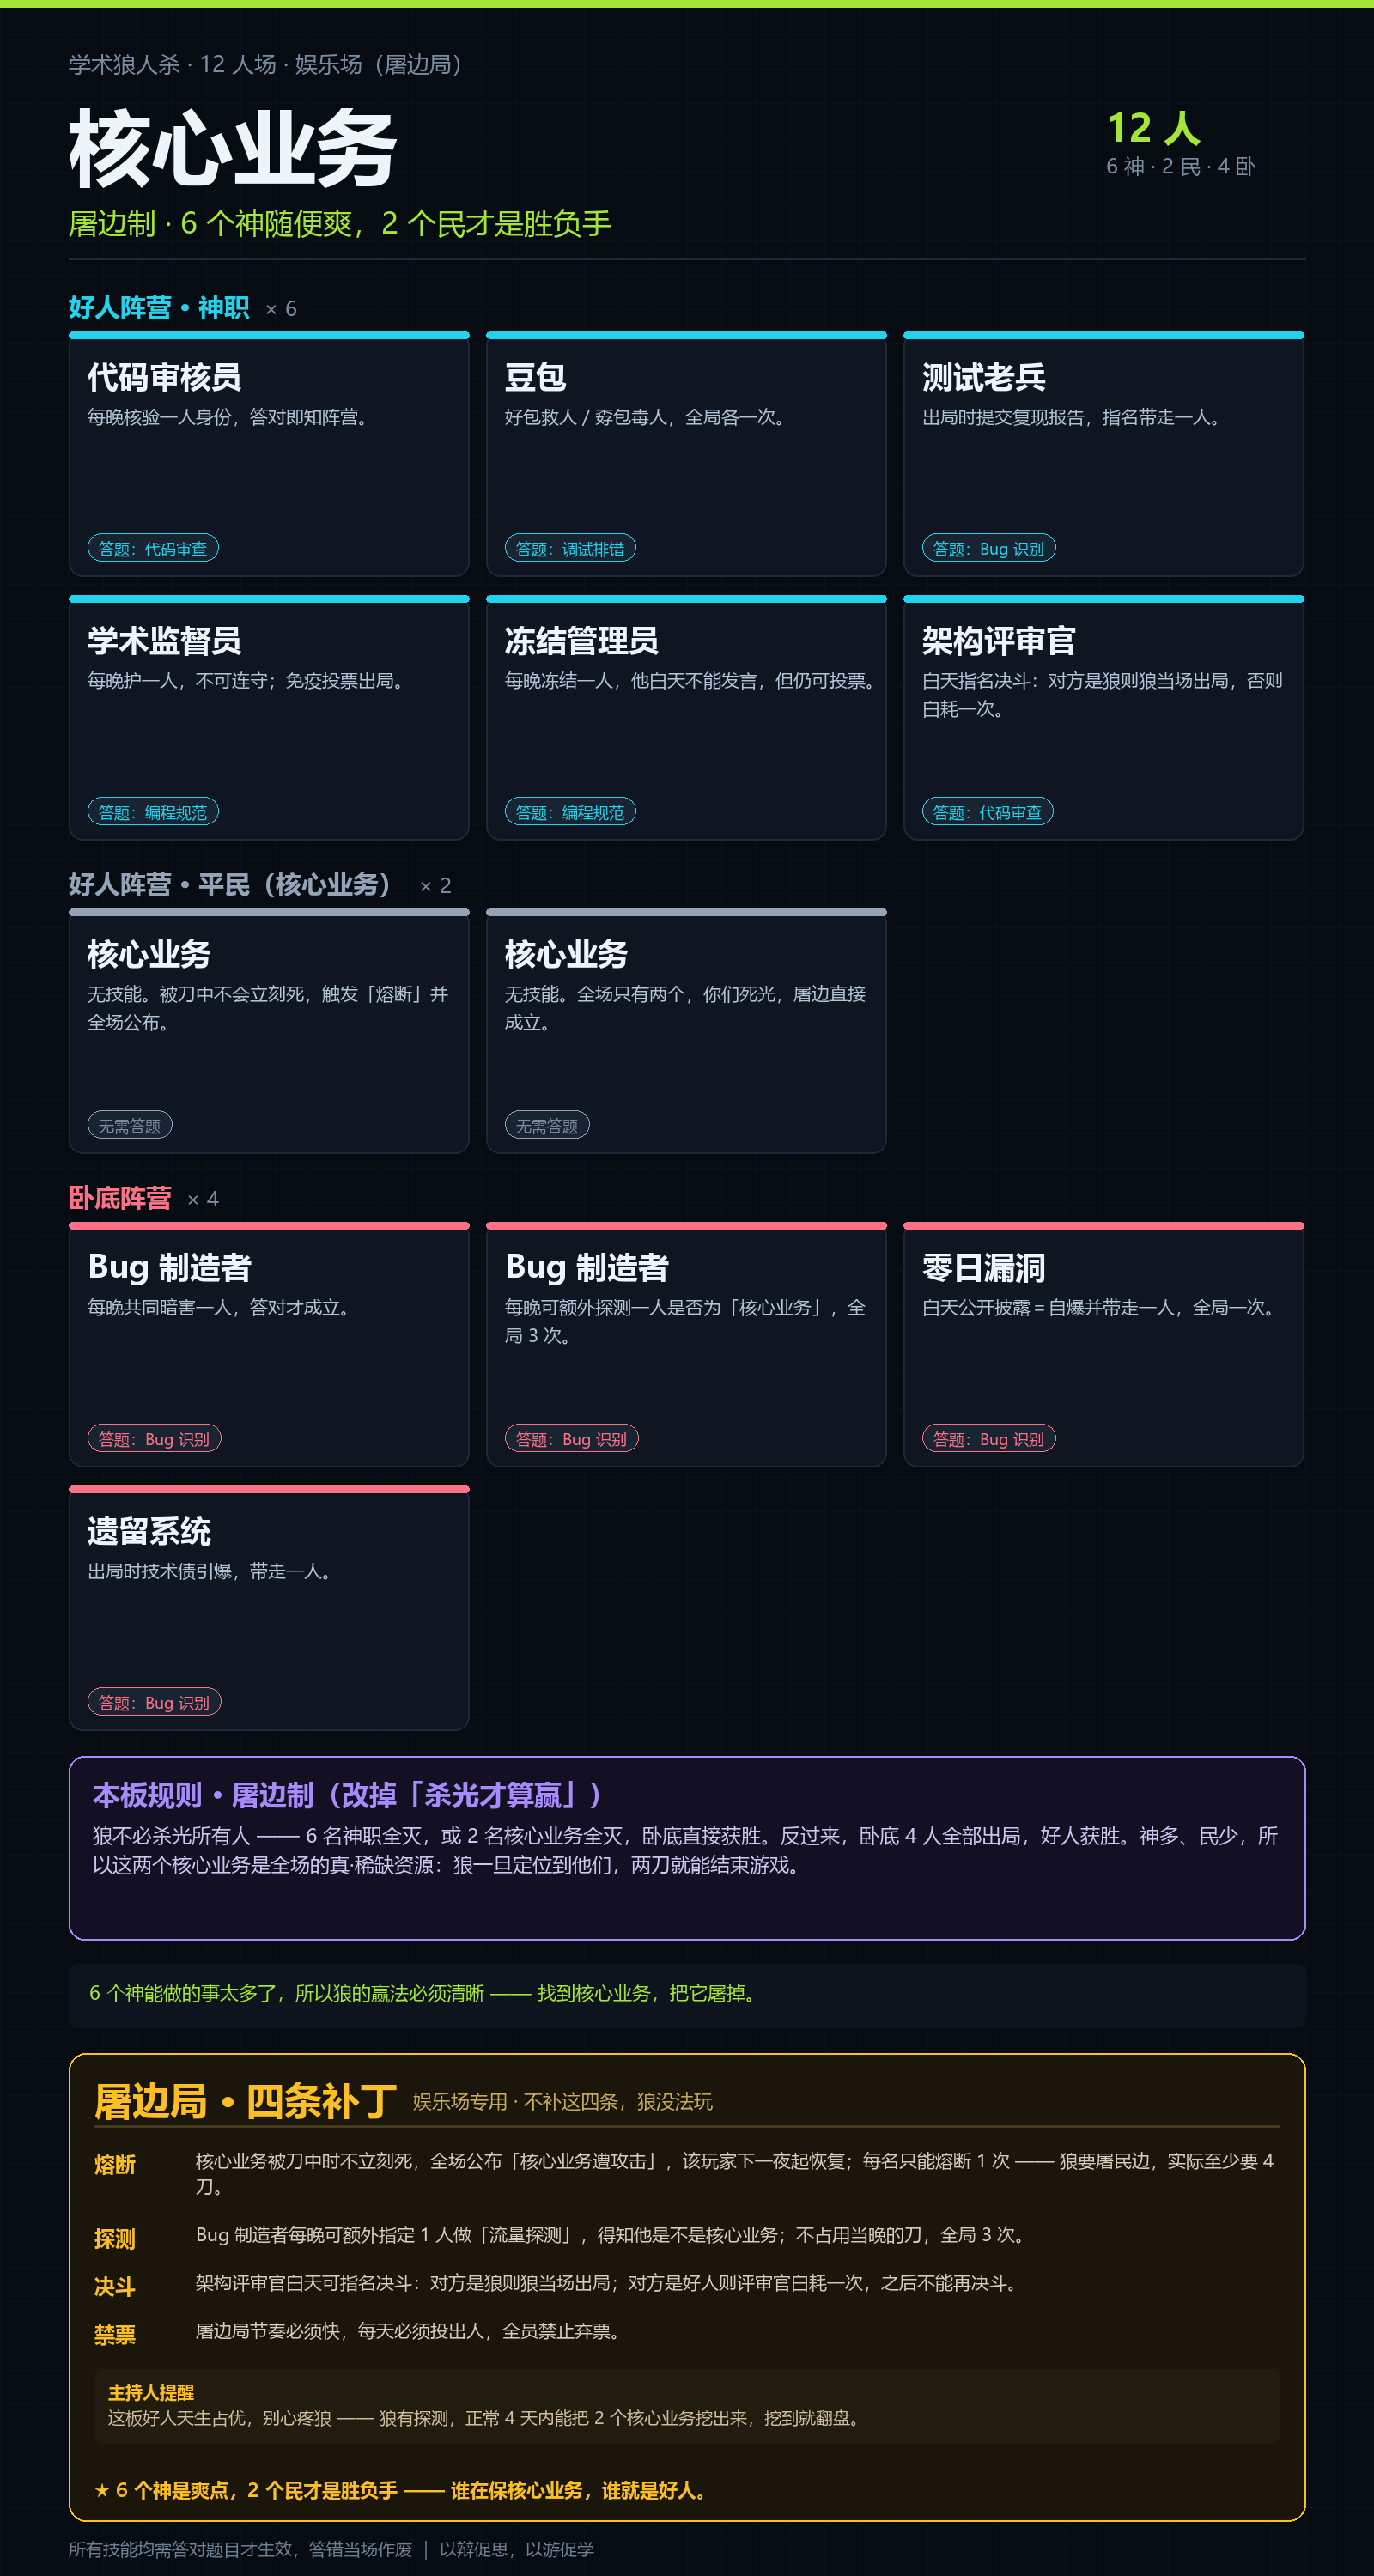 学术狼人杀 · 12 人场 · 娱乐场（屠边局）
核心业务
12 人
6 神 · 2 民 · 4 卧
屠边制 · 6 个神随便爽，2 个民才是胜负手
好人阵营 • 神职 × 6
代码审核员
每晚核验一人身份，答对即知阵营。
答题：代码审查
豆包
好包救人 / 孬包毒人，全局各一次。
答题：调试排错
测试老兵
出局时提交复现报告，指名带走一人。
答题：Bug 识别
学术监督员
每晚护一人，不可连守；免疫投票出局。
答题：编程规范
冻结管理员
每晚冻结一人，他白天不能发言，但仍可投票。
答题：编程规范
架构评审官
白天指名决斗：对方是狼则狼当场出局，否则
白耗一次。
答题：代码审查
好人阵营 • 平民（核心业务） × 2
核心业务
无技能。被刀中不会立刻死，触发「熔断」并
全场公布。
无需答题
核心业务
无技能。全场只有两个，你们死光，屠边直接
成立。
无需答题
卧底阵营 × 4
Bug 制造者
每晚共同暗害一人，答对才成立。
答题：Bug 识别
Bug 制造者
每晚可额外探测一人是否为「核心业务」，全
局 3 次。
答题：Bug 识别
零日漏洞
白天公开披露＝自爆并带走一人，全局一次。
答题：Bug 识别
遗留系统
出局时技术债引爆，带走一人。
答题：Bug 识别
本板规则 • 屠边制（改掉「杀光才算赢」）
狼不必杀光所有人 —— 6 名神职全灭，或 2 名核心业务全灭，卧底直接获胜。反过来，卧底 4 人全部出局，好人获胜。神多、民少，所
以这两个核心业务是全场的真·稀缺资源：狼一旦定位到他们，两刀就能结束游戏。
6 个神能做的事太多了，所以狼的赢法必须清晰 —— 找到核心业务，把它屠掉。
屠边局 • 四条补丁 娱乐场专用 · 不补这四条，狼没法玩
熔断 核心业务被刀中时不立刻死，全场公布「核心业务遭攻击」，该玩家下一夜起恢复；每名只能熔断 1 次 —— 狼要屠民边，实际至少要 4
刀。
探测 Bug 制造者每晚可额外指定 1 人做「流量探测」，得知他是不是核心业务；不占用当晚的刀，全局 3 次。
决斗 架构评审官白天可指名决斗：对方是狼则狼当场出局；对方是好人则评审官白耗一次，之后不能再决斗。
禁票 屠边局节奏必须快，每天必须投出人，全员禁止弃票。
主持人提醒
这板好人天生占优，别心疼狼 —— 狼有探测，正常 4 天内能把 2 个核心业务挖出来，挖到就翻盘。
★ 6 个神是爽点，2 个民才是胜负手 —— 谁在保核心业务，谁就是好人。
所有技能均需答对题目才生效，答错当场作废 ｜ 以辩促思，以游促学